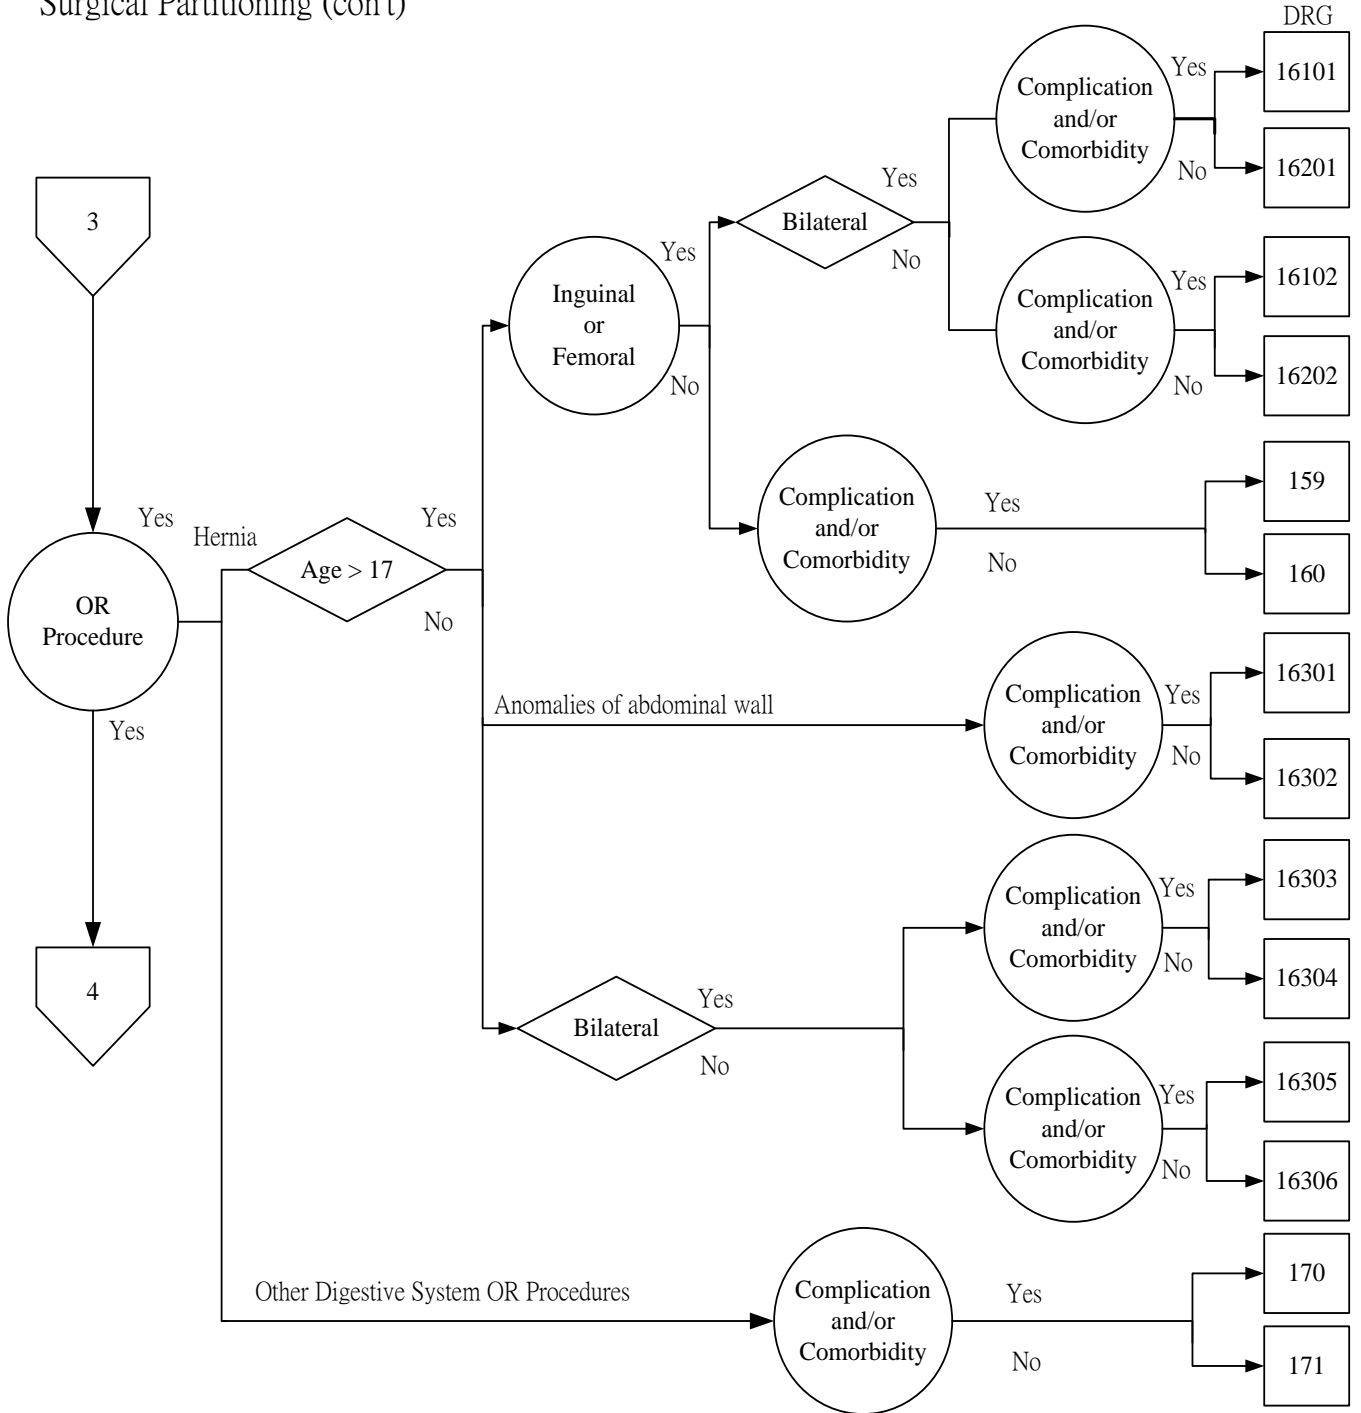 Surgical Partitioning (con't)
DRG
3
OR
Procedure
Yes
Yes
4
Hernia
Age > 17
Yes
No
Inguinal
or
Femoral
Yes
No
Bilateral
Yes
No
Complication
and/or
Comorbidity
Yes
No
16101
16201
Complication
and/or
Comorbidity
Yes
No
16102
16202
Complication
and/or
Comorbidity
Yes
No
159
160
Anomalies of abdominal wall
Complication
and/or
Comorbidity
Yes
No
16301
16302
Bilateral
Yes
No
Complication
and/or
Comorbidity
Yes
No
16303
16304
Complication
and/or
Comorbidity
Yes
No
16305
16306
Other Digestive System OR Procedures
Complication
and/or
Comorbidity
Yes
No
170
171